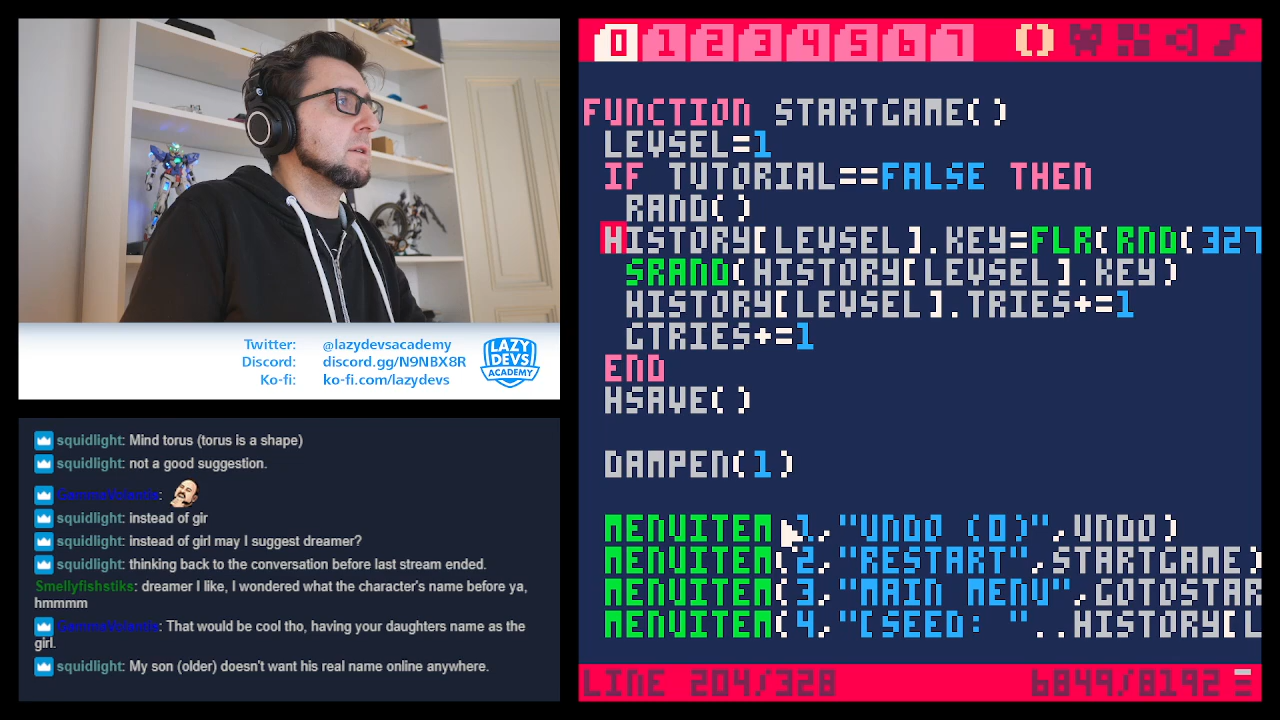 Twitter: @lazydevsacademy
Discord: discord.gg/N9NBX8R
Ko-fi: ko-fi.com/lazydevs
LAZY
DEVS
ACADEMY
squidlight: Mind torus (torus is a shape)
squidlight: not a good suggestion.
GammaVolantis:
squidlight: instead of gir
squidlight: instead of girl may I suggest dreamer?
squidlight: thinking back to the conversation before last stream ended.
Smellyfishstiks: dreamer I like, I wondered what the character's name before ya,
hmmmm
GammaVolantis: That would be cool tho, having your daughters name as the
girl.
squidlight: My son (older) doesn't want his real name online anywhere.
0 1 2 3 4 5 6 7 ()
FUNCTION STARTGAME()
LEVSEL=1
IF TUTORIAL==FALSE THEN
RAND()
HISTORY[LEVSEL].KEY=FLR(RND(327
SRAND(HISTORY[LEVSEL].KEY)
HISTORY[LEVSEL].TRIES+=1
GTRIES+=1
END
HSAVE()
DAMPEN(1)
MENUITEM 1,"UNDO (O)",UNDO)
MENUITEM(2,"RESTART",STARTGAME)
MENUITEM(3,"MAIN MENU",GOTOSTAR
MENUITEM(4,"[SEED: "..HISTORY[L
LINE 204/328 6849/8192